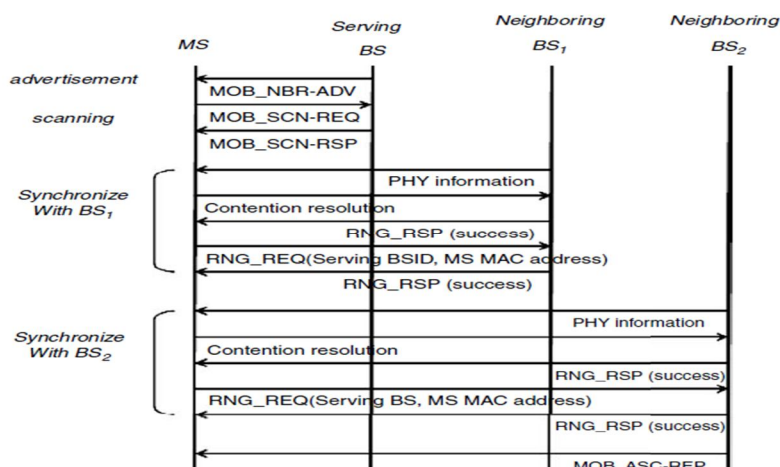 Serving Neighboring Neighboring
MS BS BS1 BS2
advertisement
MOB_NBR-ADV
scanning
MOB_SCN-REQ
MOB_SCN-RSP
PHY information
Synchronize
With BS1
Contention resolution
RNG_RSP (success)
RNG_REQ(Serving BSID, MS MAC address)
RNG_RSP (success)
PHY information
Synchronize
With BS2
Contention resolution
RNG_RSP (success)
RNG_REQ(Serving BS, MS MAC address)
RNG_RSP (success)
MOB_ASC-REP